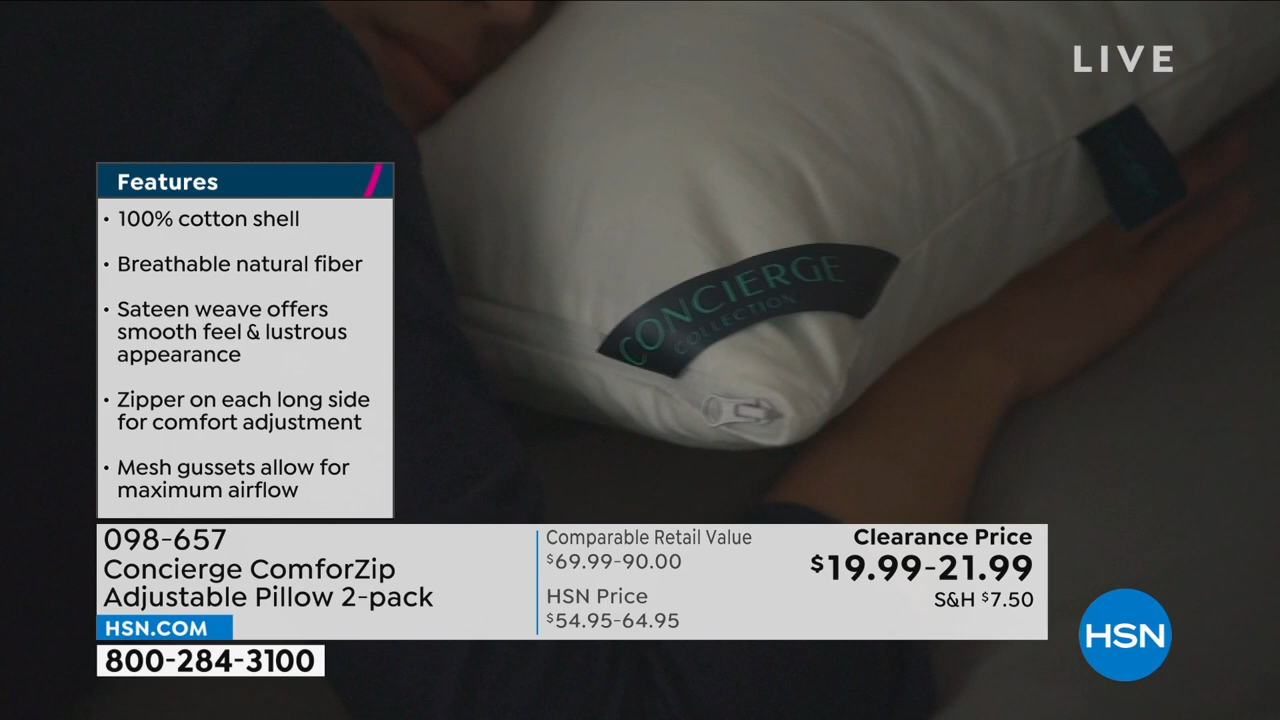 LIVE
Features
• 100% cotton shell
• Breathable natural fiber
• Sateen weave offers
smooth feel & lustrous
appearance
• Zipper on each long side
for comfort adjustment
• Mesh gussets allow for
maximum airflow
CONCIERGE
COLLECTION
098-657
Concierge ComforZip
Adjustable Pillow 2-pack
HSN.COM
800-284-3100
Comparable Retail Value
$69.99-90.00
HSN Price
$54.95-64.95
Clearance Price
$19.99-21.99
S&H $7.50
HSN